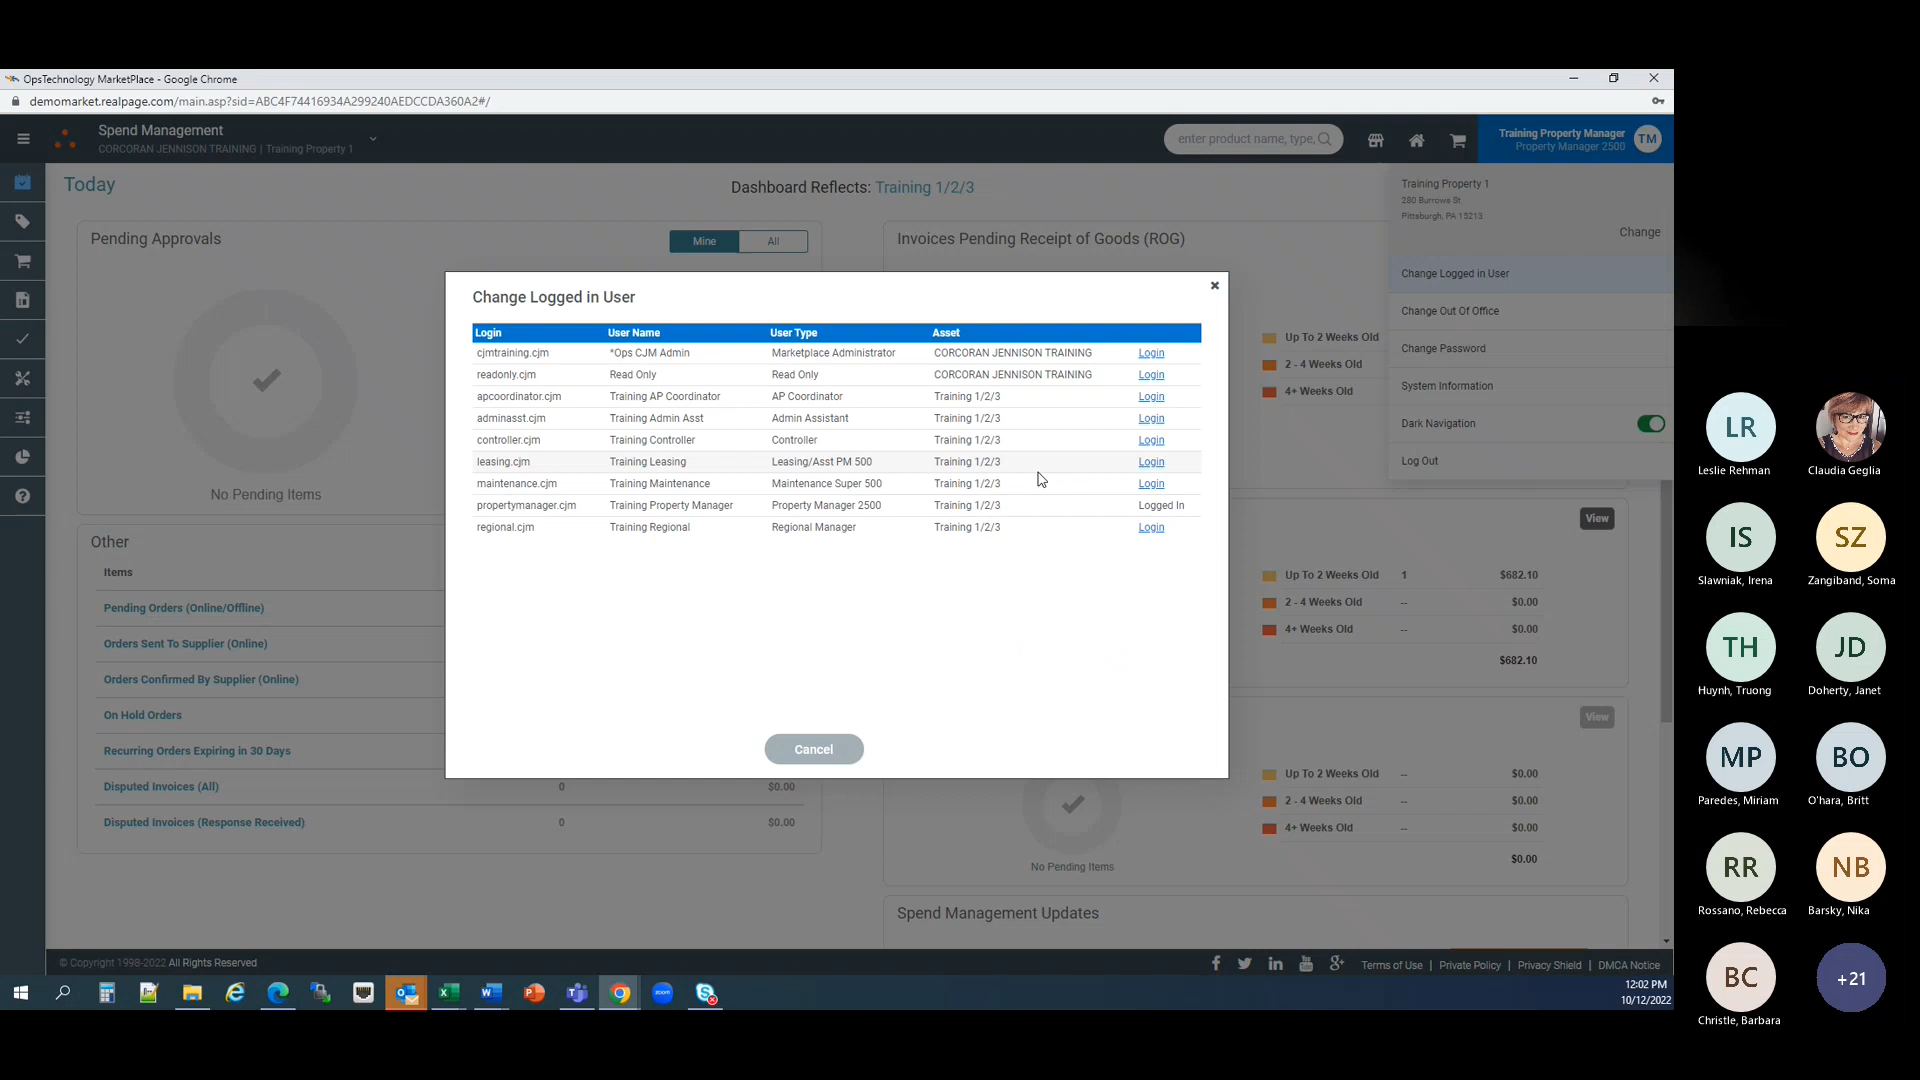 OpsTechnology MarketPlace - Google Chrome
demomarket.realpage.com/main.asp?sid=ABC4F74416934A299240AEDCCDA360A2#/
Spend Management
CORCORAN JENNISON TRAINING | Training Property 1
enter product name, type,
Training Property Manager
Property Manager 2500
TM
Today
Dashboard Reflects: Training 1/2/3
Training Property 1
280 Burrows St
Pittsburgh, PA 15213
Change
Change Logged in User
Change Out Of Office
Change Password
System Information
Dark Navigation
Log Out
Pending Approvals
Mine
All
No Pending Items
Invoices Pending Receipt of Goods (ROG)
Up To 2 Weeks Old
2 - 4 Weeks Old
4+ Weeks Old
Change Logged in User
Login User Name User Type Asset
cjmtraining.cjm *Ops CJM Admin Marketplace Administrator CORCORAN JENNISON TRAINING Login
readonly.cjm Read Only Read Only CORCORAN JENNISON TRAINING Login
apcoordinator.cjm Training AP Coordinator AP Coordinator Training 1/2/3 Login
adminasst.cjm Training Admin Asst Admin Assistant Training 1/2/3 Login
controller.cjm Training Controller Controller Training 1/2/3 Login
leasing.cjm Training Leasing Leasing/Asst PM 500 Training 1/2/3 Login
maintenance.cjm Training Maintenance Maintenance Super 500 Training 1/2/3 Login
propertymanager.cjm Training Property Manager Property Manager 2500 Training 1/2/3 Logged In
regional.cjm Training Regional Regional Manager Training 1/2/3 Login
Cancel
Other
Items
Pending Orders (Online/Offline)
Orders Sent To Supplier (Online)
Orders Confirmed By Supplier (Online)
On Hold Orders
Recurring Orders Expiring in 30 Days
Disputed Invoices (All) 0 $0.00
Disputed Invoices (Response Received) 0 $0.00
View
Up To 2 Weeks Old 1 $682.10
2 - 4 Weeks Old -- $0.00
4+ Weeks Old -- $0.00
$682.10
View
Up To 2 Weeks Old -- $0.00
2 - 4 Weeks Old -- $0.00
4+ Weeks Old -- $0.00
$0.00
No Pending Items
Spend Management Updates
© Copyright 1998-2022 All Rights Reserved
Terms of Use | Private Policy | Privacy Shield | DMCA Notice
12:02 PM
10/12/2022
LR
Leslie Rehman
Claudia Geglia
IS
Slawniak, Irena
SZ
Zangiband, Soma
TH
Huynh, Truong
JD
Doherty, Janet
MP
Paredes, Miriam
BO
O'hara, Britt
RR
Rossano, Rebecca
NB
Barsky, Nika
BC
Christle, Barbara
+21